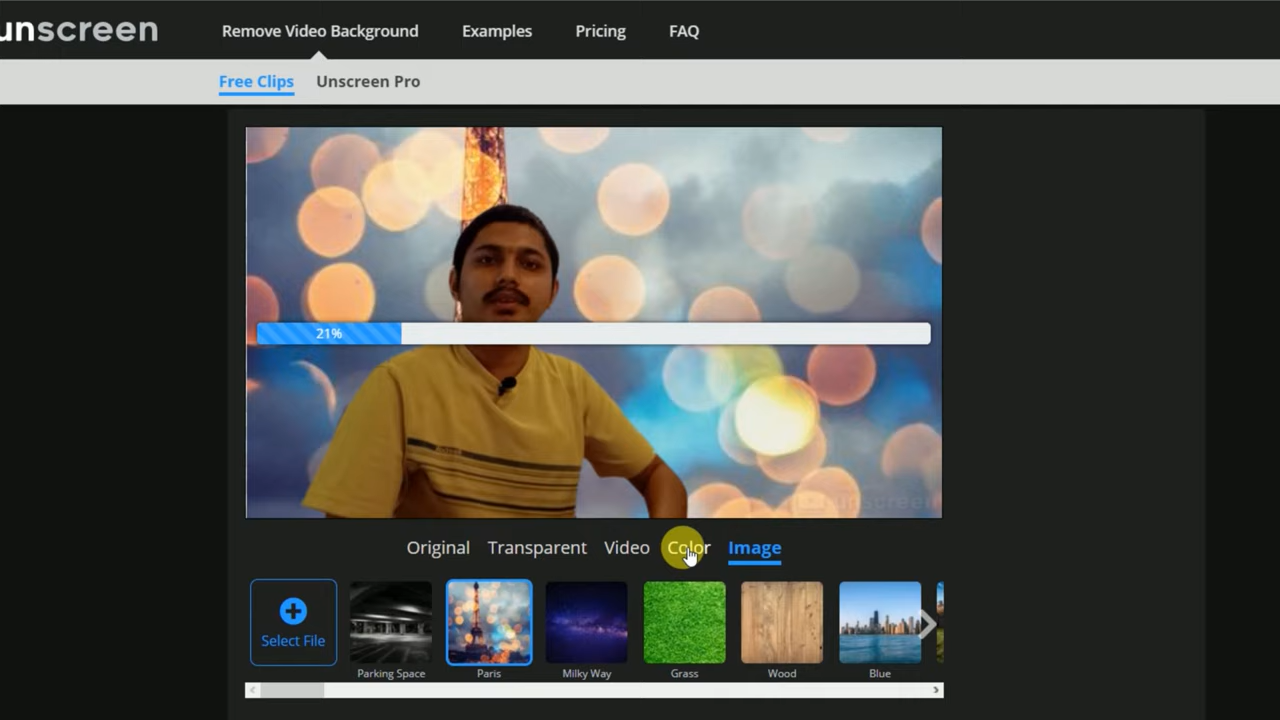 unscreen
Remove Video Background Examples Pricing FAQ
Free Clips Unscreen Pro
21%
unscreen
Original Transparent Video Color Image
Select File
Parking Space Paris Milky Way Grass Wood Blue